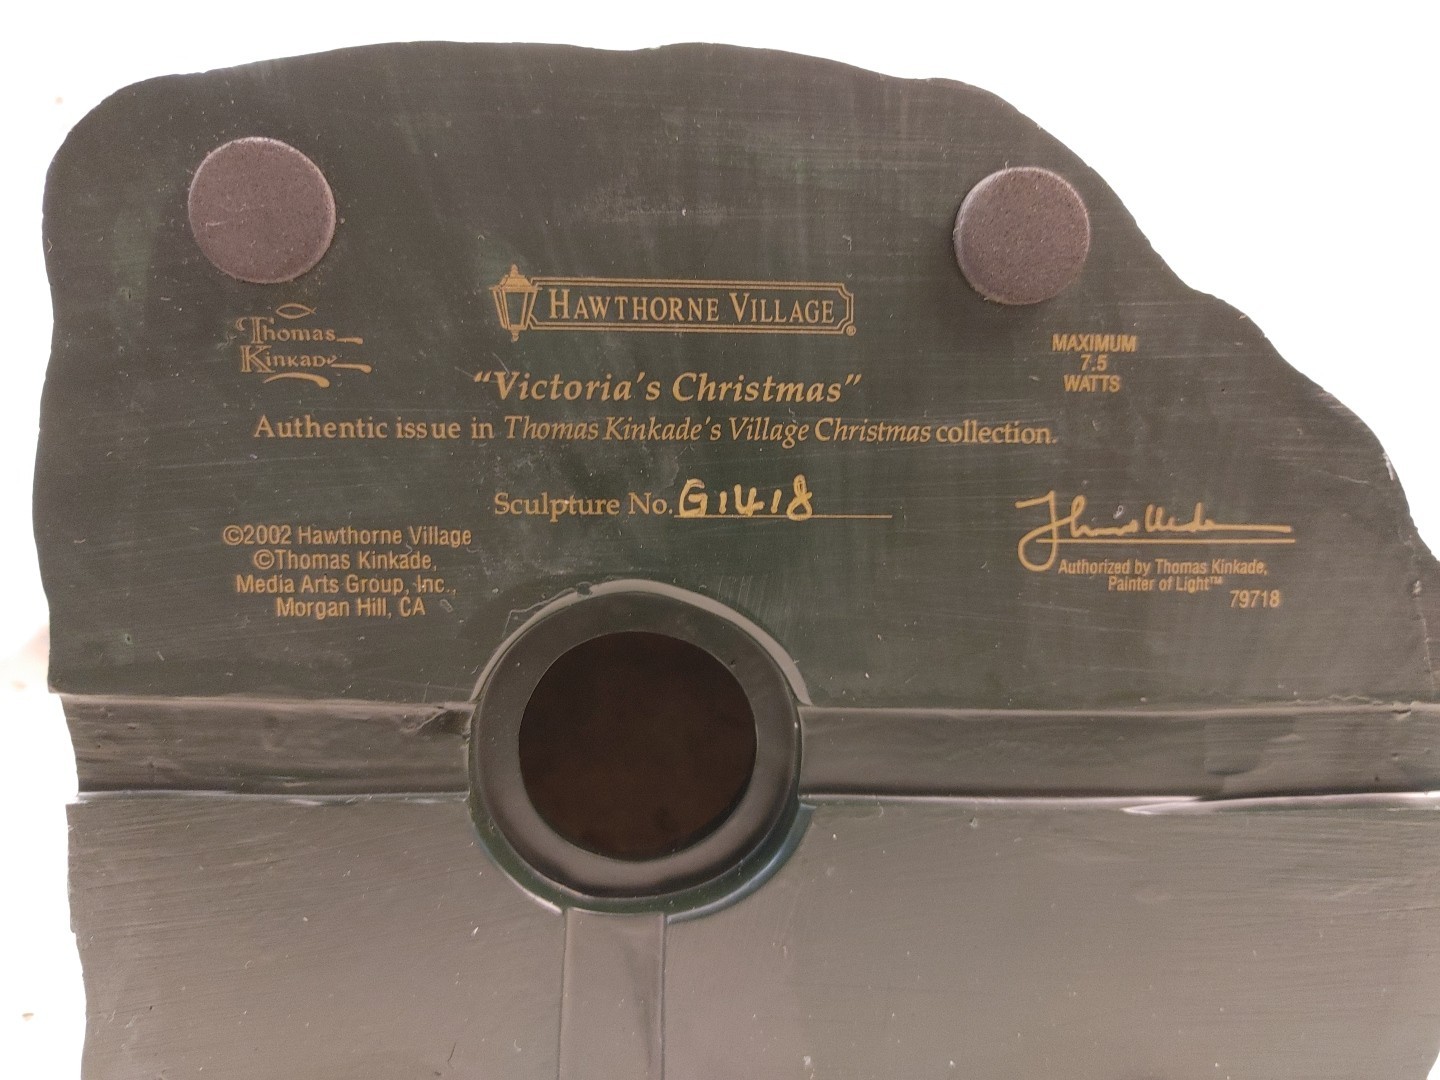 Thomas
Kinkade
HAWTHORNE VILLAGE®
MAXIMUM
7.5
WATTS
"Victoria's Christmas"
Authentic issue in Thomas Kinkade's Village Christmas collection.
Sculpture No. G1418
©2002 Hawthorne Village
©Thomas Kinkade,
Media Arts Group, Inc.,
Morgan Hill, CA
Authorized by Thomas Kinkade,
Painter of Light™
79718